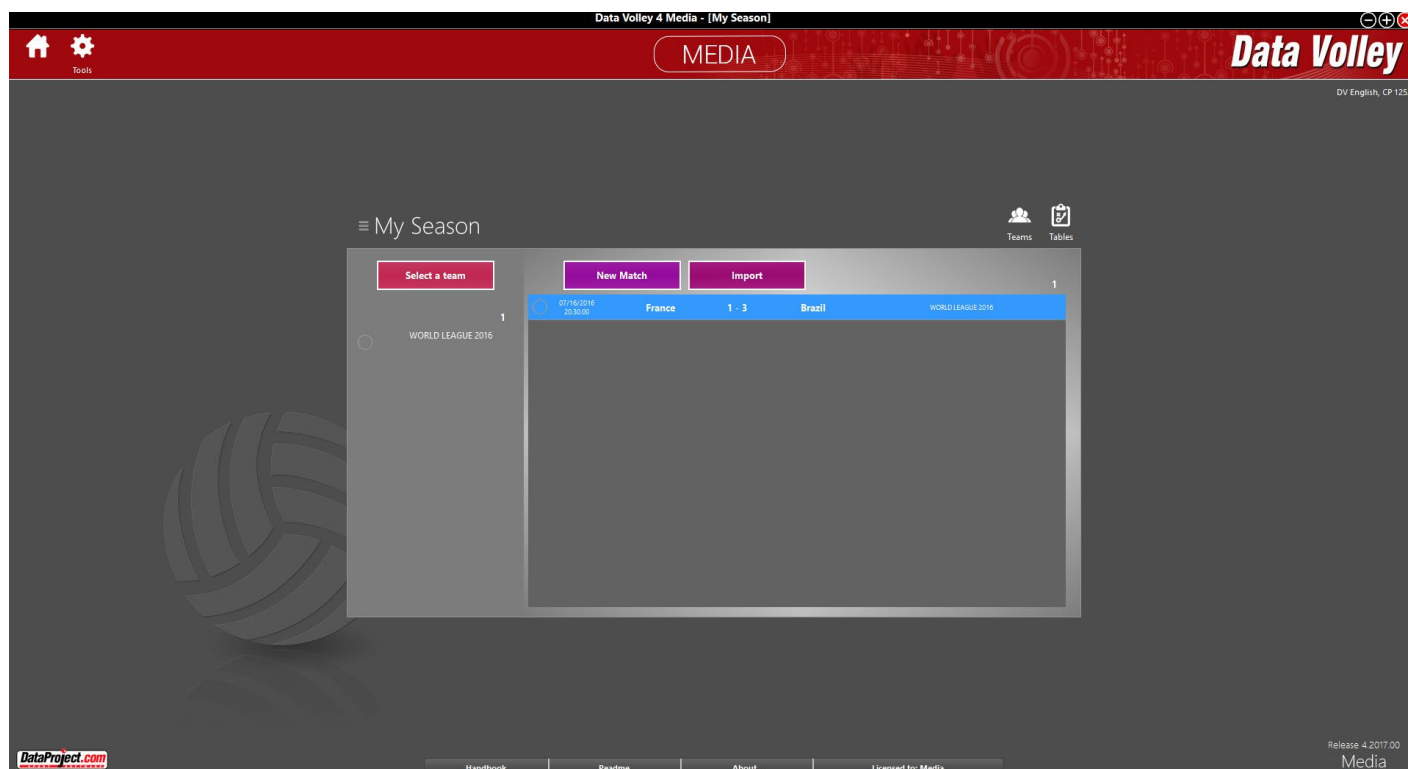 Data Volley 4 Media - [My Season]
Tools
MEDIA
Data Volley
DV English, CP 125
My Season
Teams
Tables
Select a team
New Match
Import
1
1
07/16/2016
20.30.00
France
1 - 3
Brazil
WORLD LEAGUE 2016
WORLD LEAGUE 2016
Release 4.2017.00
Media
DataProject.com
Handbook
Readme
About
Licensed to: Media